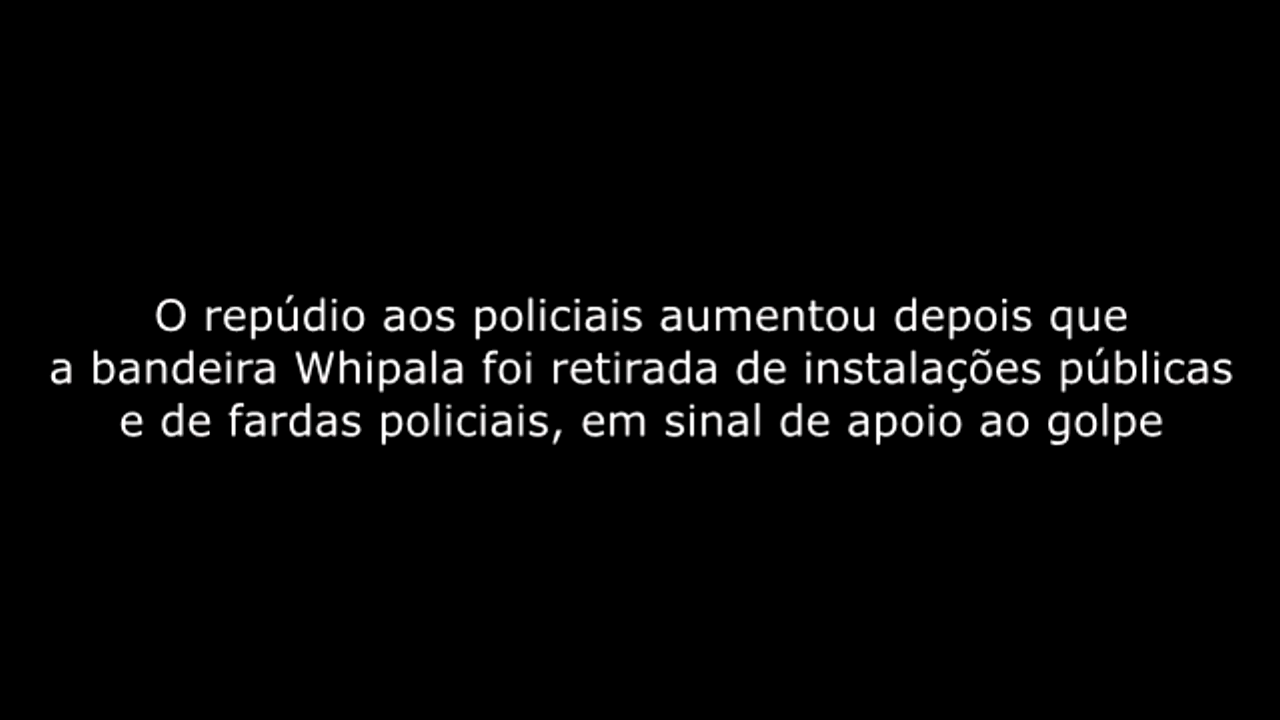 O repúdio aos policiais aumentou depois que
a bandeira Whipala foi retirada de instalações públicas
e de fardas policiais, em sinal de apoio ao golpe